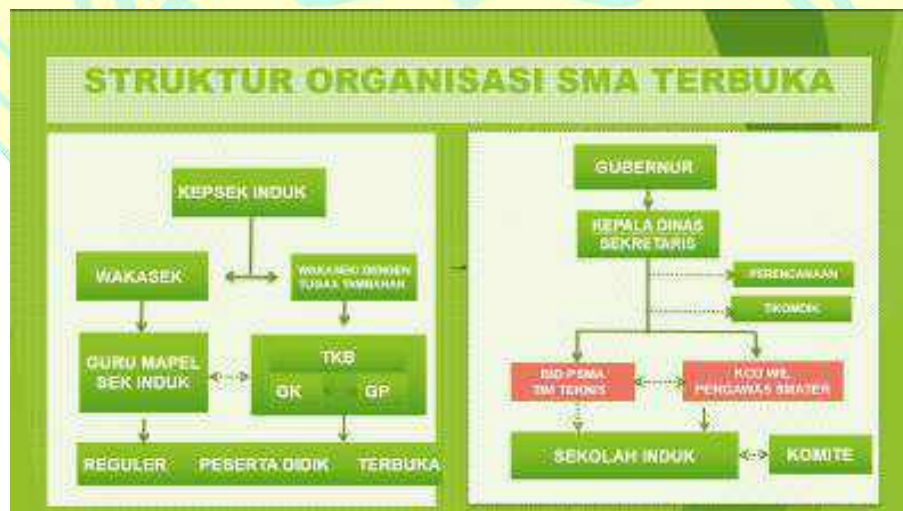 STRUKTUR ORGANISASI SMA TERBUKA
KEPSEK INDUK
WAKASEK
WAKASEK DENGEN
TUGAS TAMBAHAN
GURU MAPEL
SEK INDUK
TKB
GK
GP
REGULER PESERTA DIDIK TERBUKA
GUBERNUR
KEPALA DINAS
SEKRETARIS
PERENCANAAN
TIKOMDIK
BID PSMA
TIM TEKNIS
KCD WIL
PENGAWAS SMATER
SEKOLAH INDUK
KOMITE